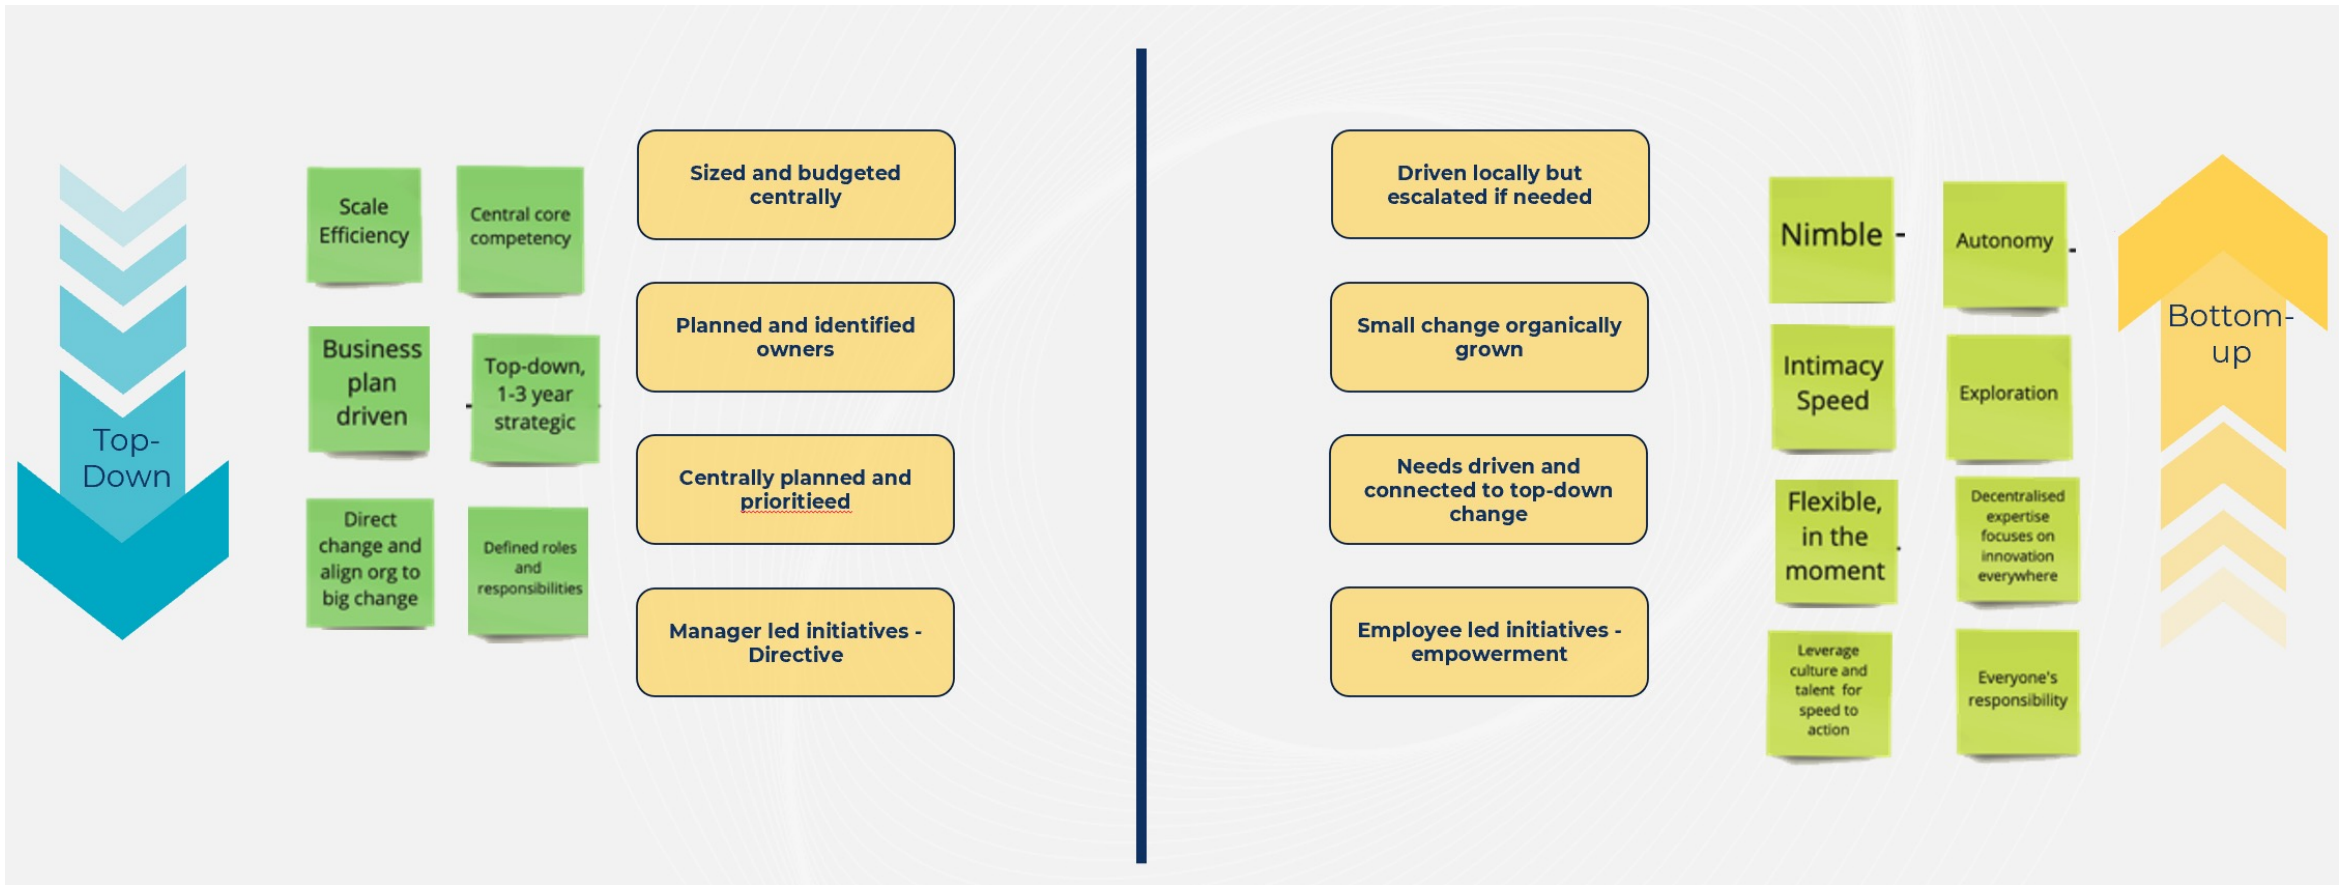 Top-
Down
Scale
Efficiency
Central core
competency
Business
plan
driven
Top-down,
1-3 year
strategic
Direct
change and
align org to
big change
Defined roles
and
responsibilities
Sized and budgeted
centrally
Planned and identified
owners
Centrally planned and
prioritieed
Manager led initiatives -
Directive
Driven locally but
escalated if needed
Small change organically
grown
Needs driven and
connected to top-down
change
Employee led initiatives -
empowerment
Nimble
Autonomy
Intimacy
Speed
Exploration
Flexible,
in the
moment
Decentralised
expertise
focuses on
innovation
everywhere
Leverage
culture and
talent for
speed to
action
Everyone's
responsibility
Bottom-
up